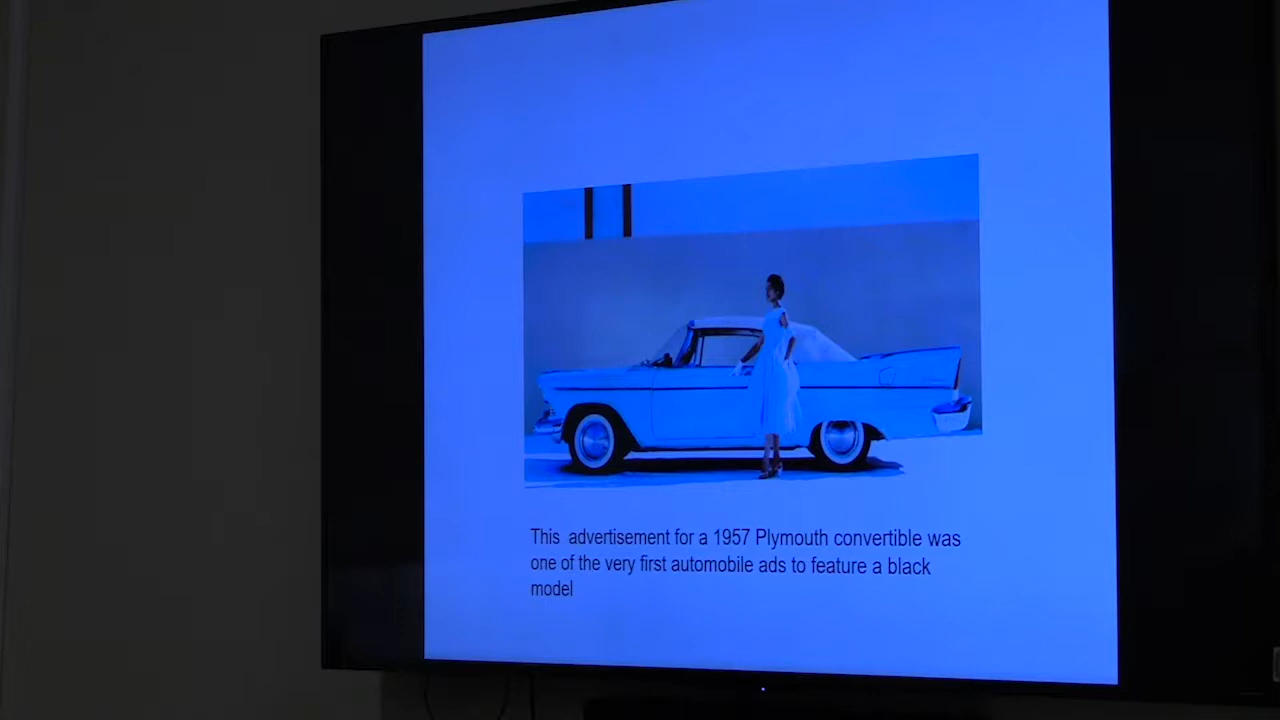 This  advertisement for a 1957 Plymouth convertible was
one of the very first automobile ads to feature a black
model